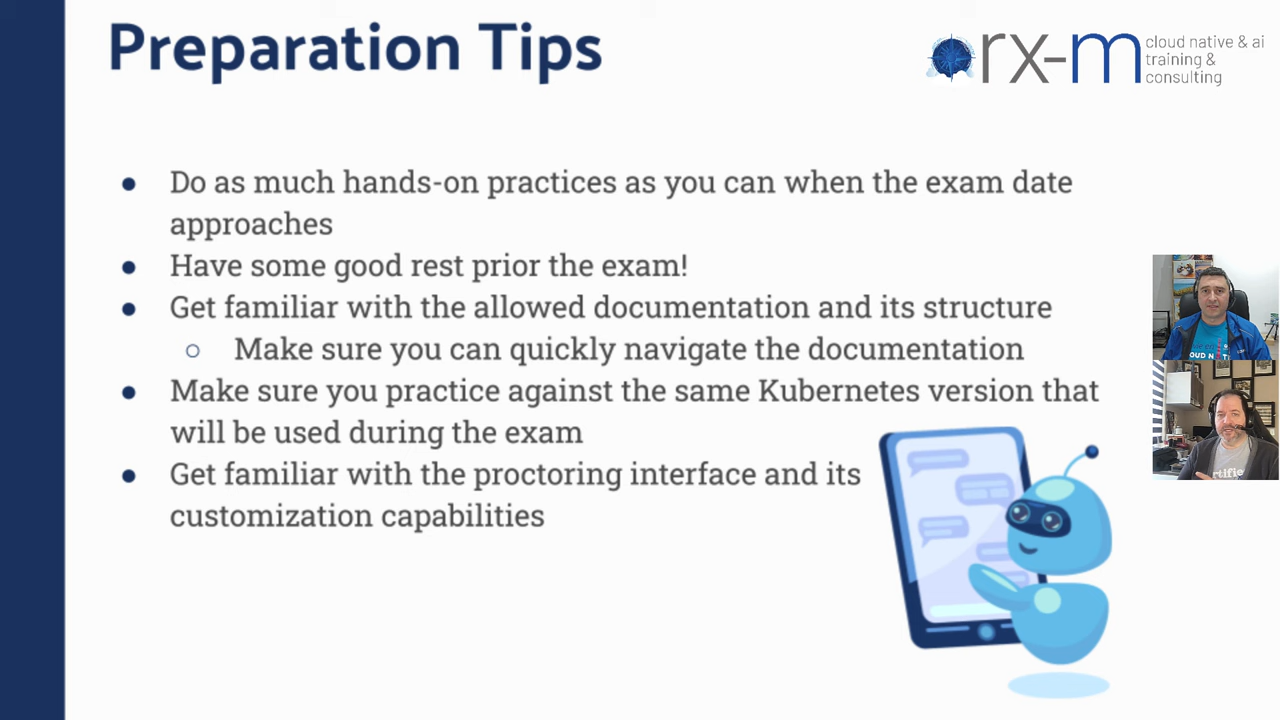 Preparation Tips
rx-m
cloud native & ai
training &
consulting
● Do as much hands-on practices as you can when the exam date
approaches
● Have some good rest prior the exam!
● Get familiar with the allowed documentation and its structure
○ Make sure you can quickly navigate the documentation
● Make sure you practice against the same Kubernetes version that
will be used during the exam
● Get familiar with the proctoring interface and its
customization capabilities